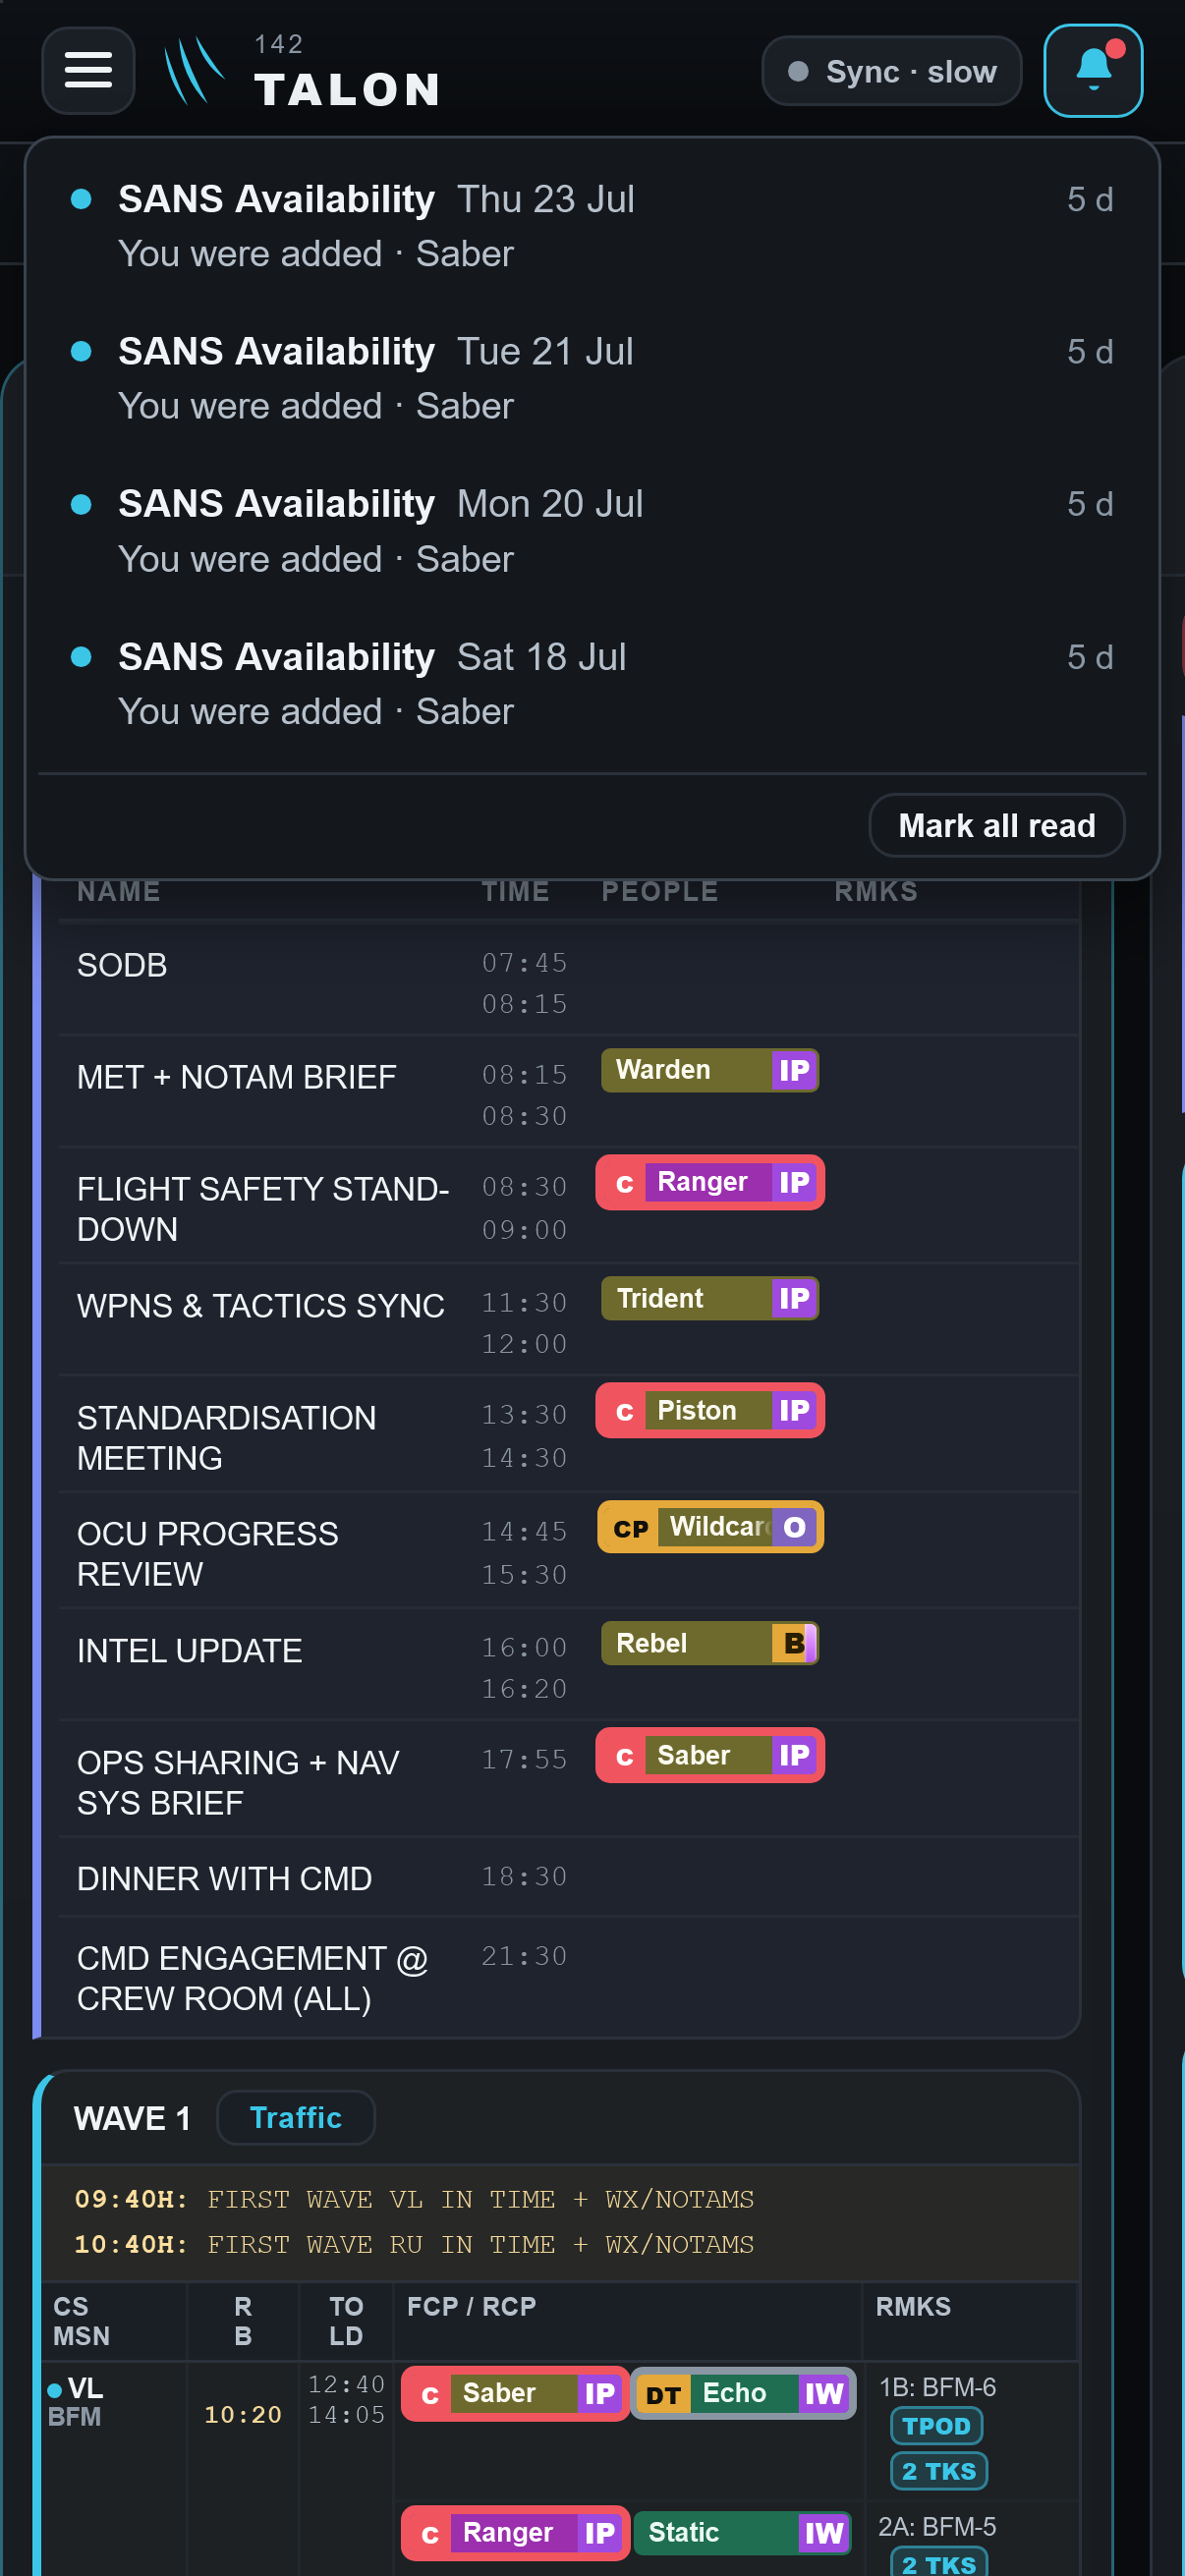 142
TALON
Sync · slow
SANS Availability Thu 23 Jul 5 d
You were added · Saber
SANS Availability Tue 21 Jul 5 d
You were added · Saber
SANS Availability Mon 20 Jul 5 d
You were added · Saber
SANS Availability Sat 18 Jul 5 d
You were added · Saber
Mark all read
NAME TIME PEOPLE RMKS
SODB 07:45
08:15
MET + NOTAM BRIEF 08:15 Warden IP
08:30
FLIGHT SAFETY STAND- 08:30 C Ranger IP
DOWN 09:00
WPNS & TACTICS SYNC 11:30 Trident IP
12:00
STANDARDISATION 13:30 C Piston IP
MEETING 14:30
OCU PROGRESS 14:45 CP Wildcard O
REVIEW 15:30
INTEL UPDATE 16:00 Rebel B
16:20
OPS SHARING + NAV 17:55 C Saber IP
SYS BRIEF
DINNER WITH CMD 18:30
CMD ENGAGEMENT @ 21:30
CREW ROOM (ALL)
WAVE 1 Traffic
09:40H: FIRST WAVE VL IN TIME + WX/NOTAMS
10:40H: FIRST WAVE RU IN TIME + WX/NOTAMS
CS R TO FCP / RCP RMKS
MSN B LD
VL 12:40 C Saber IP DT Echo IW 1B: BFM-6
BFM 10:20 14:05 TPOD
2 TKS
C Ranger IP Static IW 2A: BFM-5
2 TKS